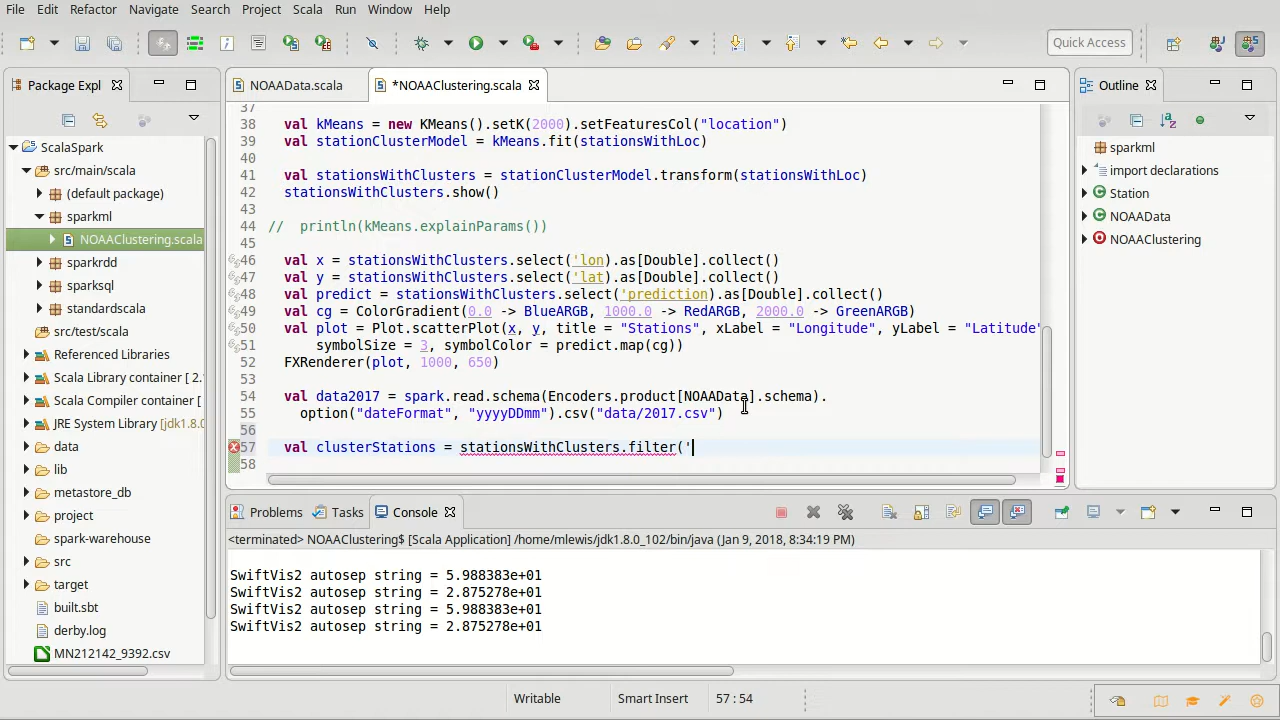 File Edit Refactor Navigate Search Project Scala Run Window Help
Quick Access
Package Expl
NOAAData.scala
*NOAAClustering.scala
Outline
ScalaSpark
src/main/scala
(default package)
sparkml
NOAAClustering.scala
sparkrdd
sparksql
standardscala
src/test/scala
Referenced Libraries
Scala Library container [ 2.
Scala Compiler container [
JRE System Library [jdk1.8.0
data
lib
metastore_db
project
spark-warehouse
src
target
built.sbt
derby.log
MN212142_9392.csv
37
38 val kMeans = new KMeans().setK(2000).setFeaturesCol("location")
39 val stationClusterModel = kMeans.fit(stationsWithLoc)
40
41 val stationsWithClusters = stationClusterModel.transform(stationsWithLoc)
42 stationsWithClusters.show()
43
44 // println(kMeans.explainParams())
45
46 val x = stationsWithClusters.select('lon).as[Double].collect()
47 val y = stationsWithClusters.select('lat).as[Double].collect()
48 val predict = stationsWithClusters.select('prediction).as[Double].collect()
49 val cg = ColorGradient(0.0 -> BlueARGB, 1000.0 -> RedARGB, 2000.0 -> GreenARGB)
50 val plot = Plot.scatterPlot(x, y, title = "Stations", xLabel = "Longitude", yLabel = "Latitude"
51 symbolSize = 3, symbolColor = predict.map(cg))
52 FXRenderer(plot, 1000, 650)
53
54 val data2017 = spark.read.schema(Encoders.product[NOAAData].schema).
55 option("dateFormat", "yyyyDDmm").csv("data/2017.csv")
56
57 val clusterStations = stationsWithClusters.filter('
58
sparkml
import declarations
Station
NOAAData
NOAAClustering
Problems Tasks Console
<terminated> NOAAClustering$ [Scala Application] /home/mlewis/jdk1.8.0_102/bin/java (Jan 9, 2018, 8:34:19 PM)
SwiftVis2 autosep string = 5.988383e+01
SwiftVis2 autosep string = 2.875278e+01
SwiftVis2 autosep string = 5.988383e+01
SwiftVis2 autosep string = 2.875278e+01
Writable Smart Insert 57 : 54